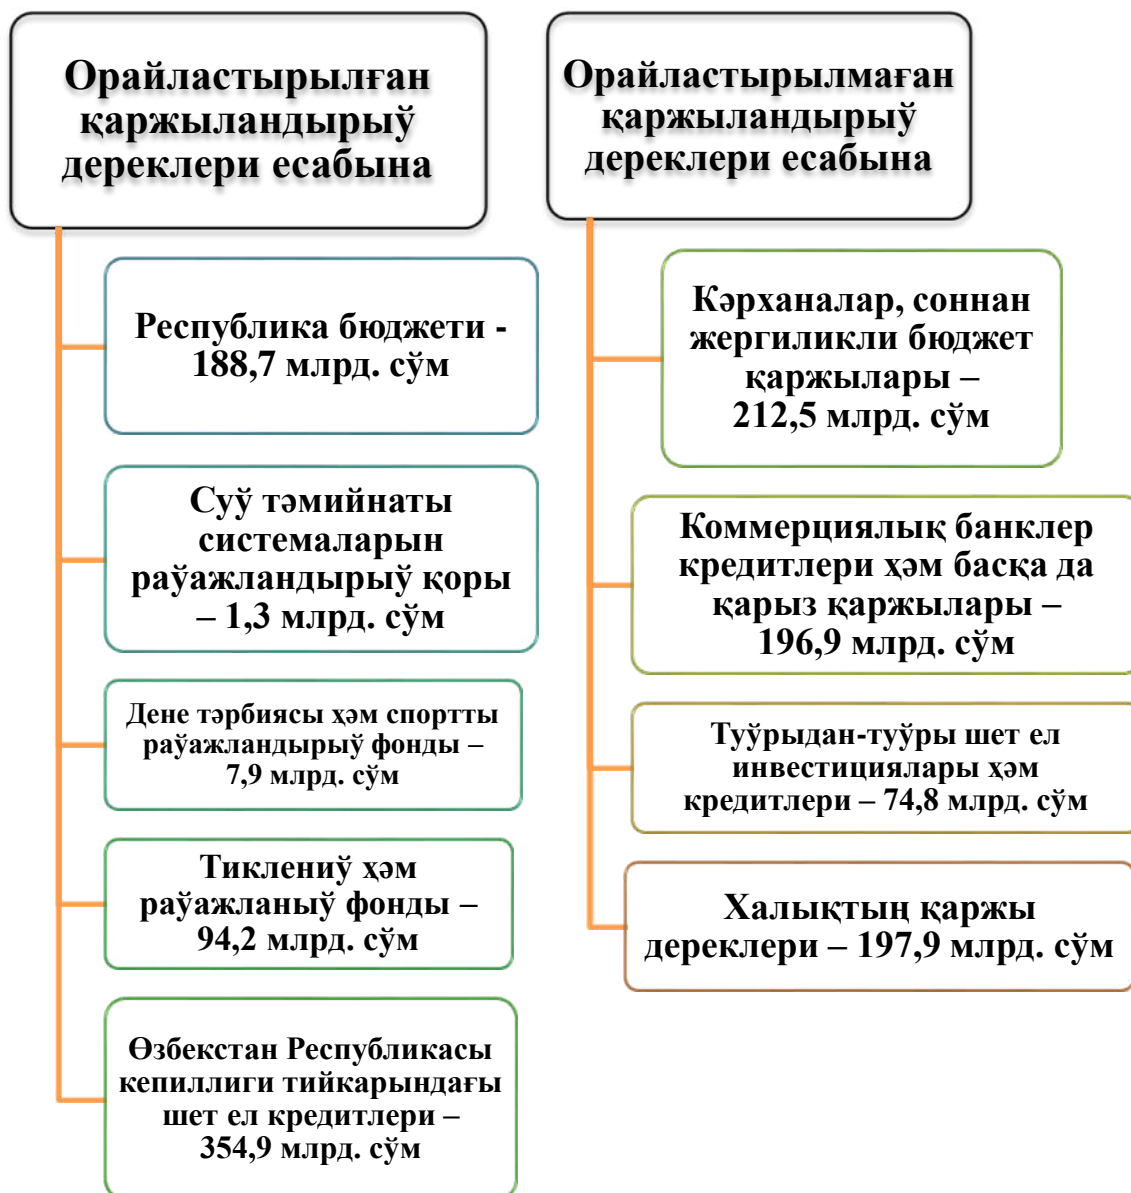 Орайластырылған
қаржыландырыў
дереклери есабына
Республика бюджети -
188,7 млрд. сўм
Суў тәмийнаты
системаларын
раўажландырыў қоры
– 1,3 млрд. сўм
Дене тәрбиясы ҳәм спортты
раўажландырыў фонды –
7,9 млрд. сўм
Тиклениў ҳәм
раўажланыў фонды –
94,2 млрд. сўм
Өзбекстан Республикасы
кепиллиги тийкарындағы
шет ел кредитлери –
354,9 млрд. сўм
Орайластырылмаған
қаржыландырыў
дереклери есабына
Кәрханалар, соннан
жергиликли бюджет
қаржылары –
212,5 млрд. сўм
Коммерциялық банклер
кредитлери ҳәм басқа да
қарыз қаржылары –
196,9 млрд. сўм
Туўрыдан-туўры шет ел
инвестициялары ҳәм
кредитлери – 74,8 млрд. сўм
Халықтың қаржы
дереклери – 197,9 млрд. сўм